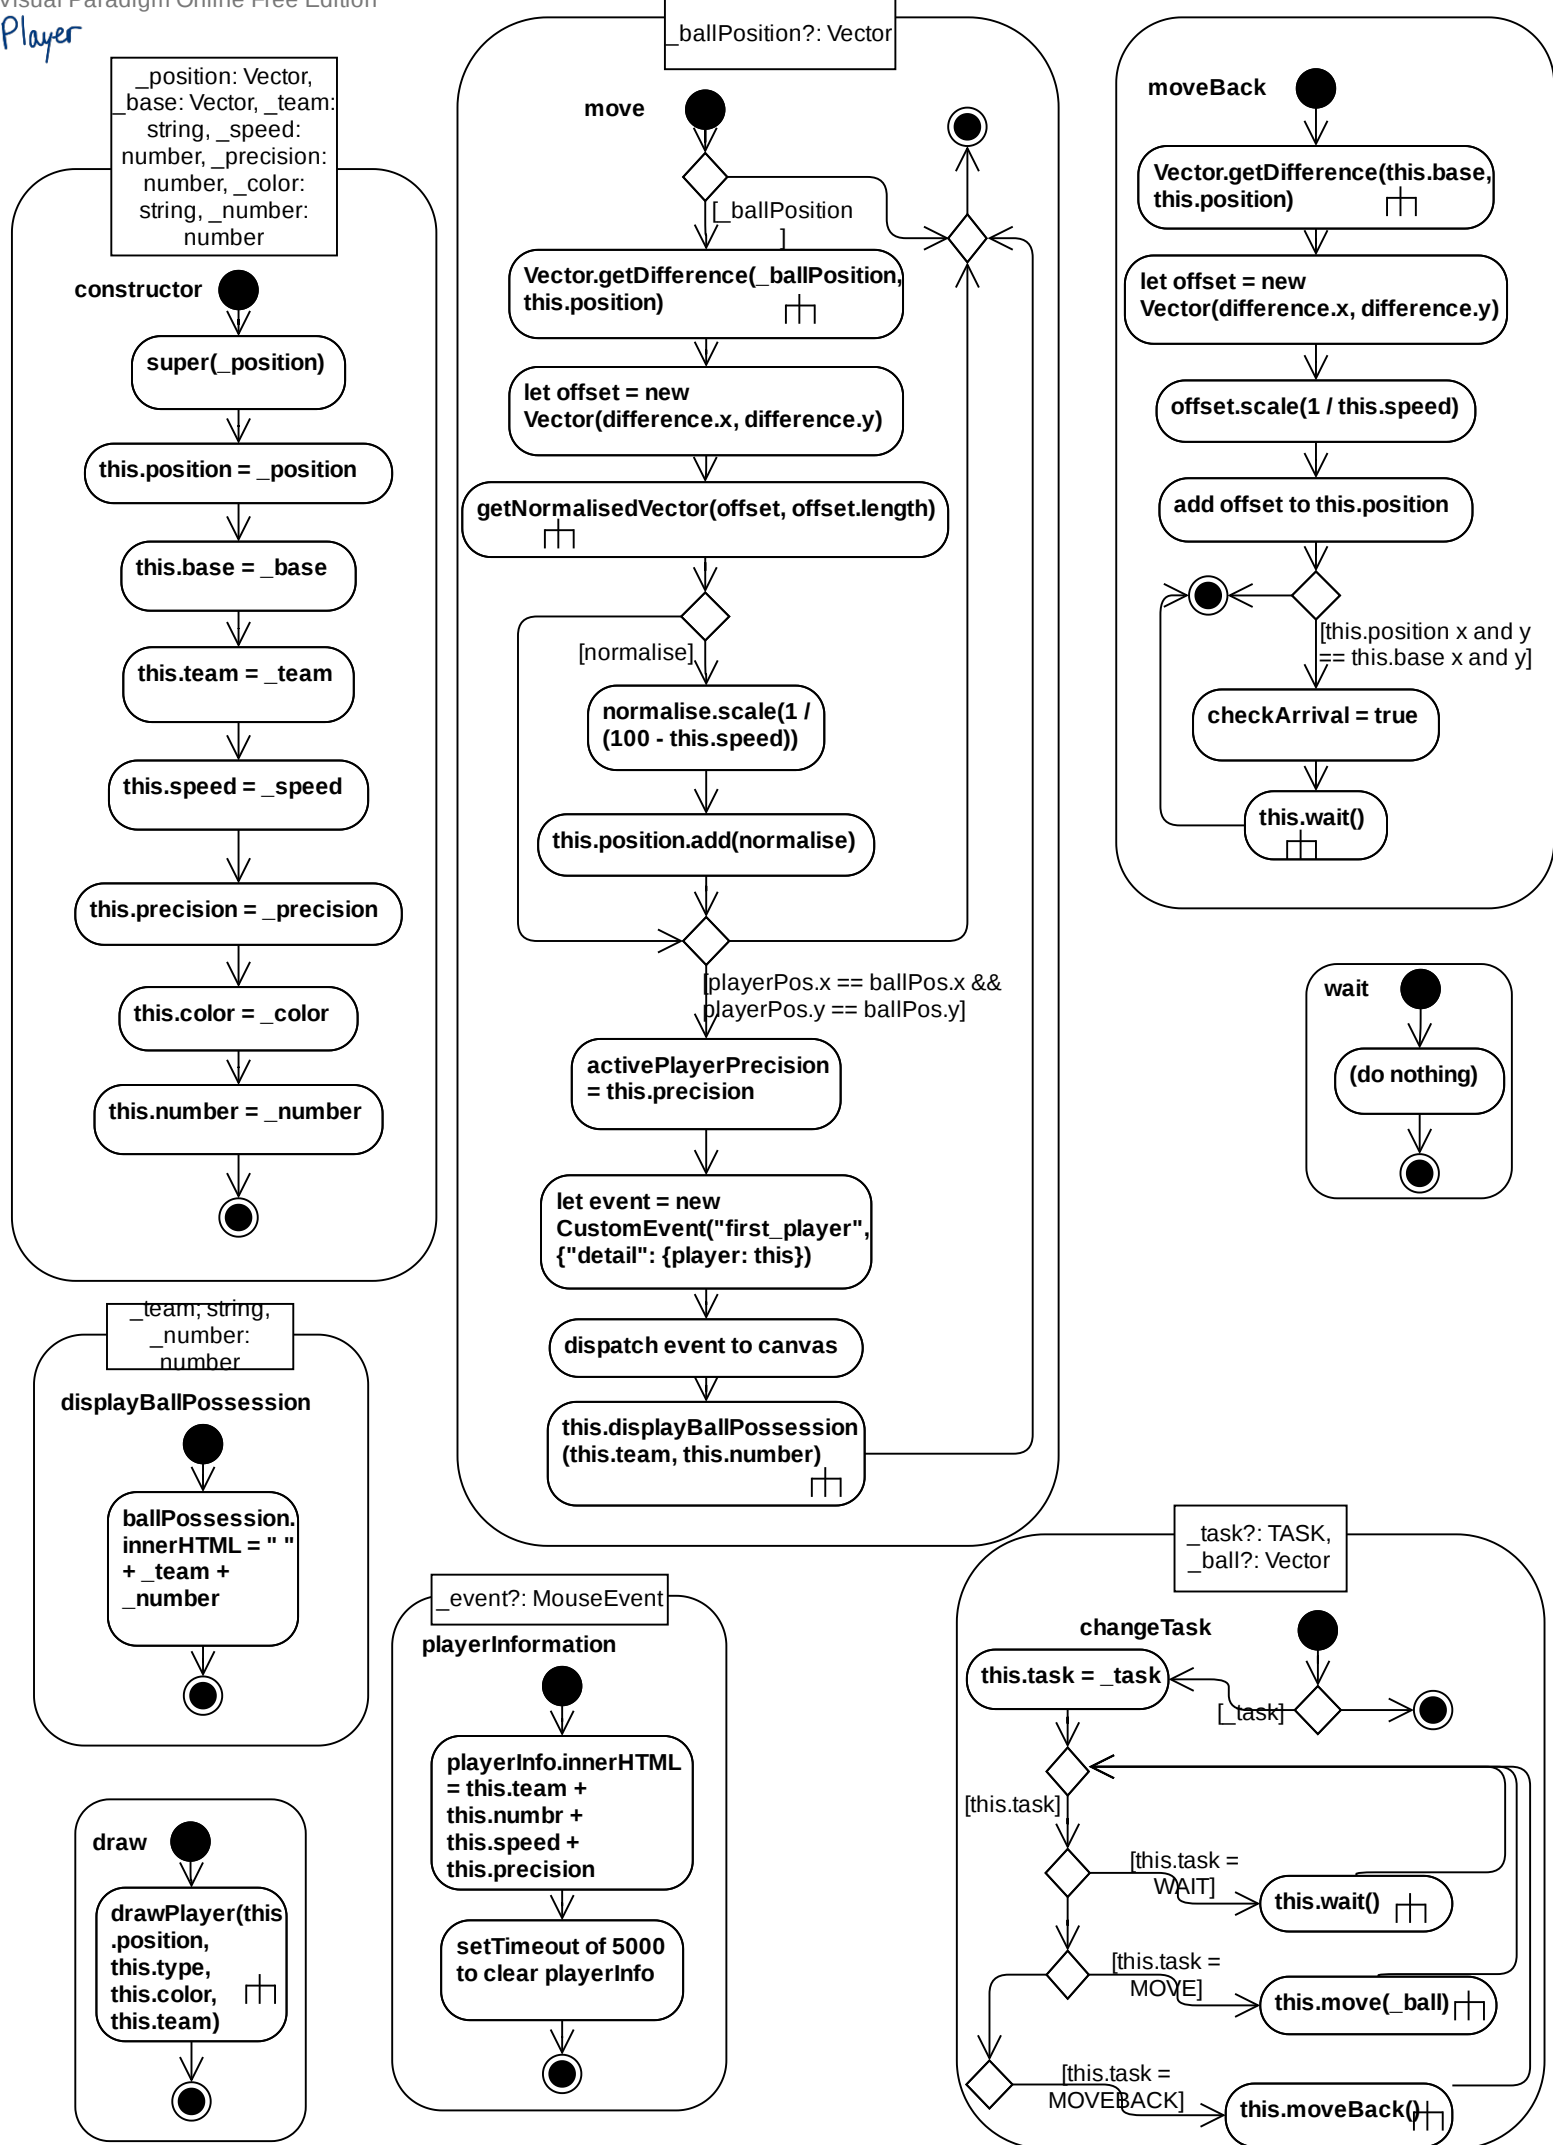 Visual Paradigm Online Free Edition
Player
_position: Vector,
_base: Vector, _team:
string, _speed:
number, _precision:
number, _color:
string, _number:
number
constructor
super(_position)
this.position = _position
this.base = _base
this.team = _team
this.speed = _speed
this.precision = _precision
this.color = _color
this.number = _number
_ballPosition?: Vector
move
[_ballPosition
]
Vector.getDifference(_ballPosition,
this.position)
let offset = new
Vector(difference.x, difference.y)
getNormalisedVector(offset, offset.length)
[normalise]
normalise.scale(1 /
(100 - this.speed))
this.position.add(normalise)
[playerPos.x == ballPos.x &&
playerPos.y == ballPos.y]
activePlayerPrecision
= this.precision
let event = new
CustomEvent("first_player",
{"detail": {player: this})
dispatch event to canvas
this.displayBallPossession
(this.team, this.number)
moveBack
Vector.getDifference(this.base,
this.position)
let offset = new
Vector(difference.x, difference.y)
offset.scale(1 / this.speed)
add offset to this.position
[this.position x and y
== this.base x and y]
checkArrival = true
this.wait()
wait
(do nothing)
_team; string,
_number:
number
displayBallPossession
ballPossession.
innerHTML = " "
+ _team +
_number
draw
drawPlayer(this
.position,
this.type,
this.color,
this.team)
_event?: MouseEvent
playerInformation
playerInfo.innerHTML
= this.team +
this.numbr +
this.speed +
this.precision
setTimeout of 5000
to clear playerInfo
_task?: TASK,
_ball?: Vector
changeTask
this.task = _task
[_task]
[this.task]
[this.task =
WAIT]
this.wait()
[this.task =
MOVE]
this.move(_ball)
[this.task =
MOVEBACK]
this.moveBack()